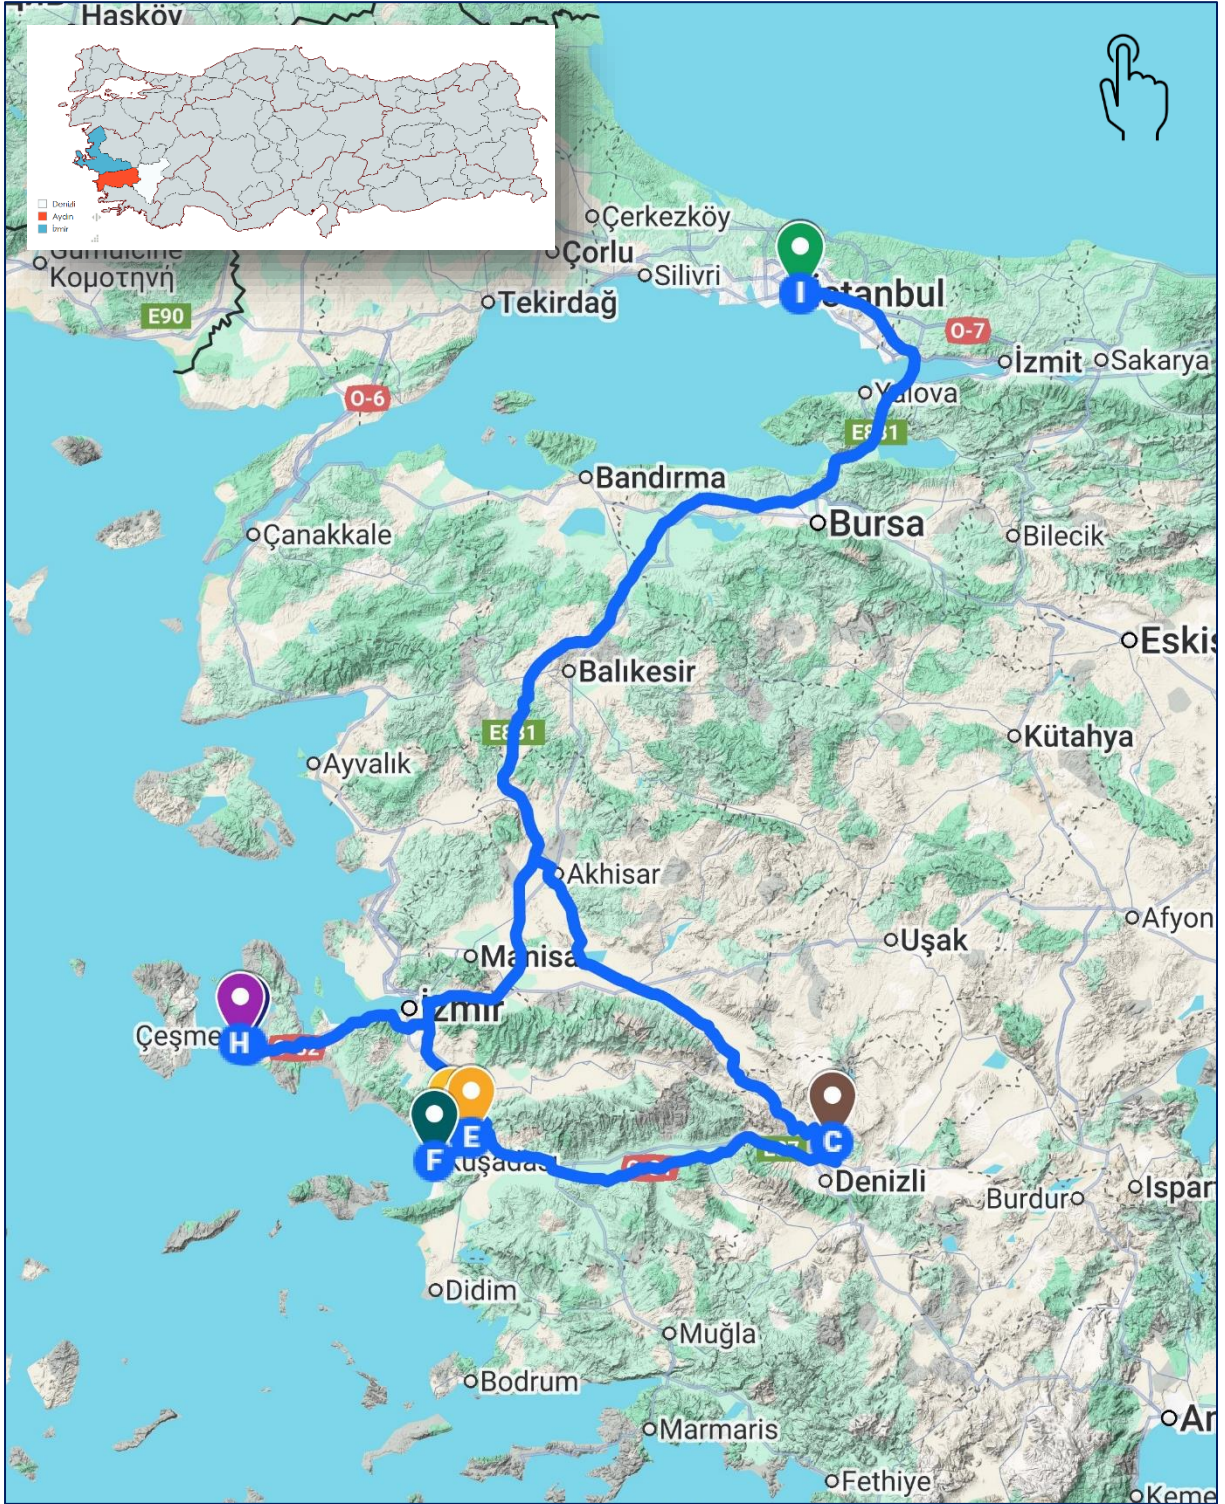 Hasköy
Denizli
Aydın
İzmir
Çerkezköy
Çorlu
Silivri
Κομοτηνή
Tekirdağ
E90
I
İstanbul
O-7
İzmit
Sakarya
O-6
Yalova
E881
Bandırma
Bursa
Çanakkale
Bilecik
Eskiş
Balıkesir
E881
Kütahya
Ayvalık
Akhisar
Afyon
Uşak
Manisa
İzmir
Çeşme
H
E
F
Kuşadası
C
Denizli
Burdur
Ispar
Didim
Muğla
Bodrum
Marmaris
An
Fethiye
Keme